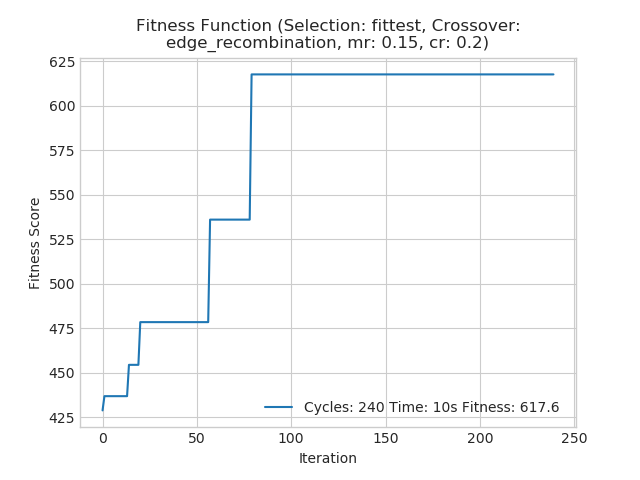 Fitness Function (Selection: fittest, Crossover:
edge_recombination, mr: 0.15, cr: 0.2)
625
600
575
550
525
500
475
450
425
Fitness Score
Cycles: 240 Time: 10s Fitness: 617.6
0 50 100 150 200 250
Iteration